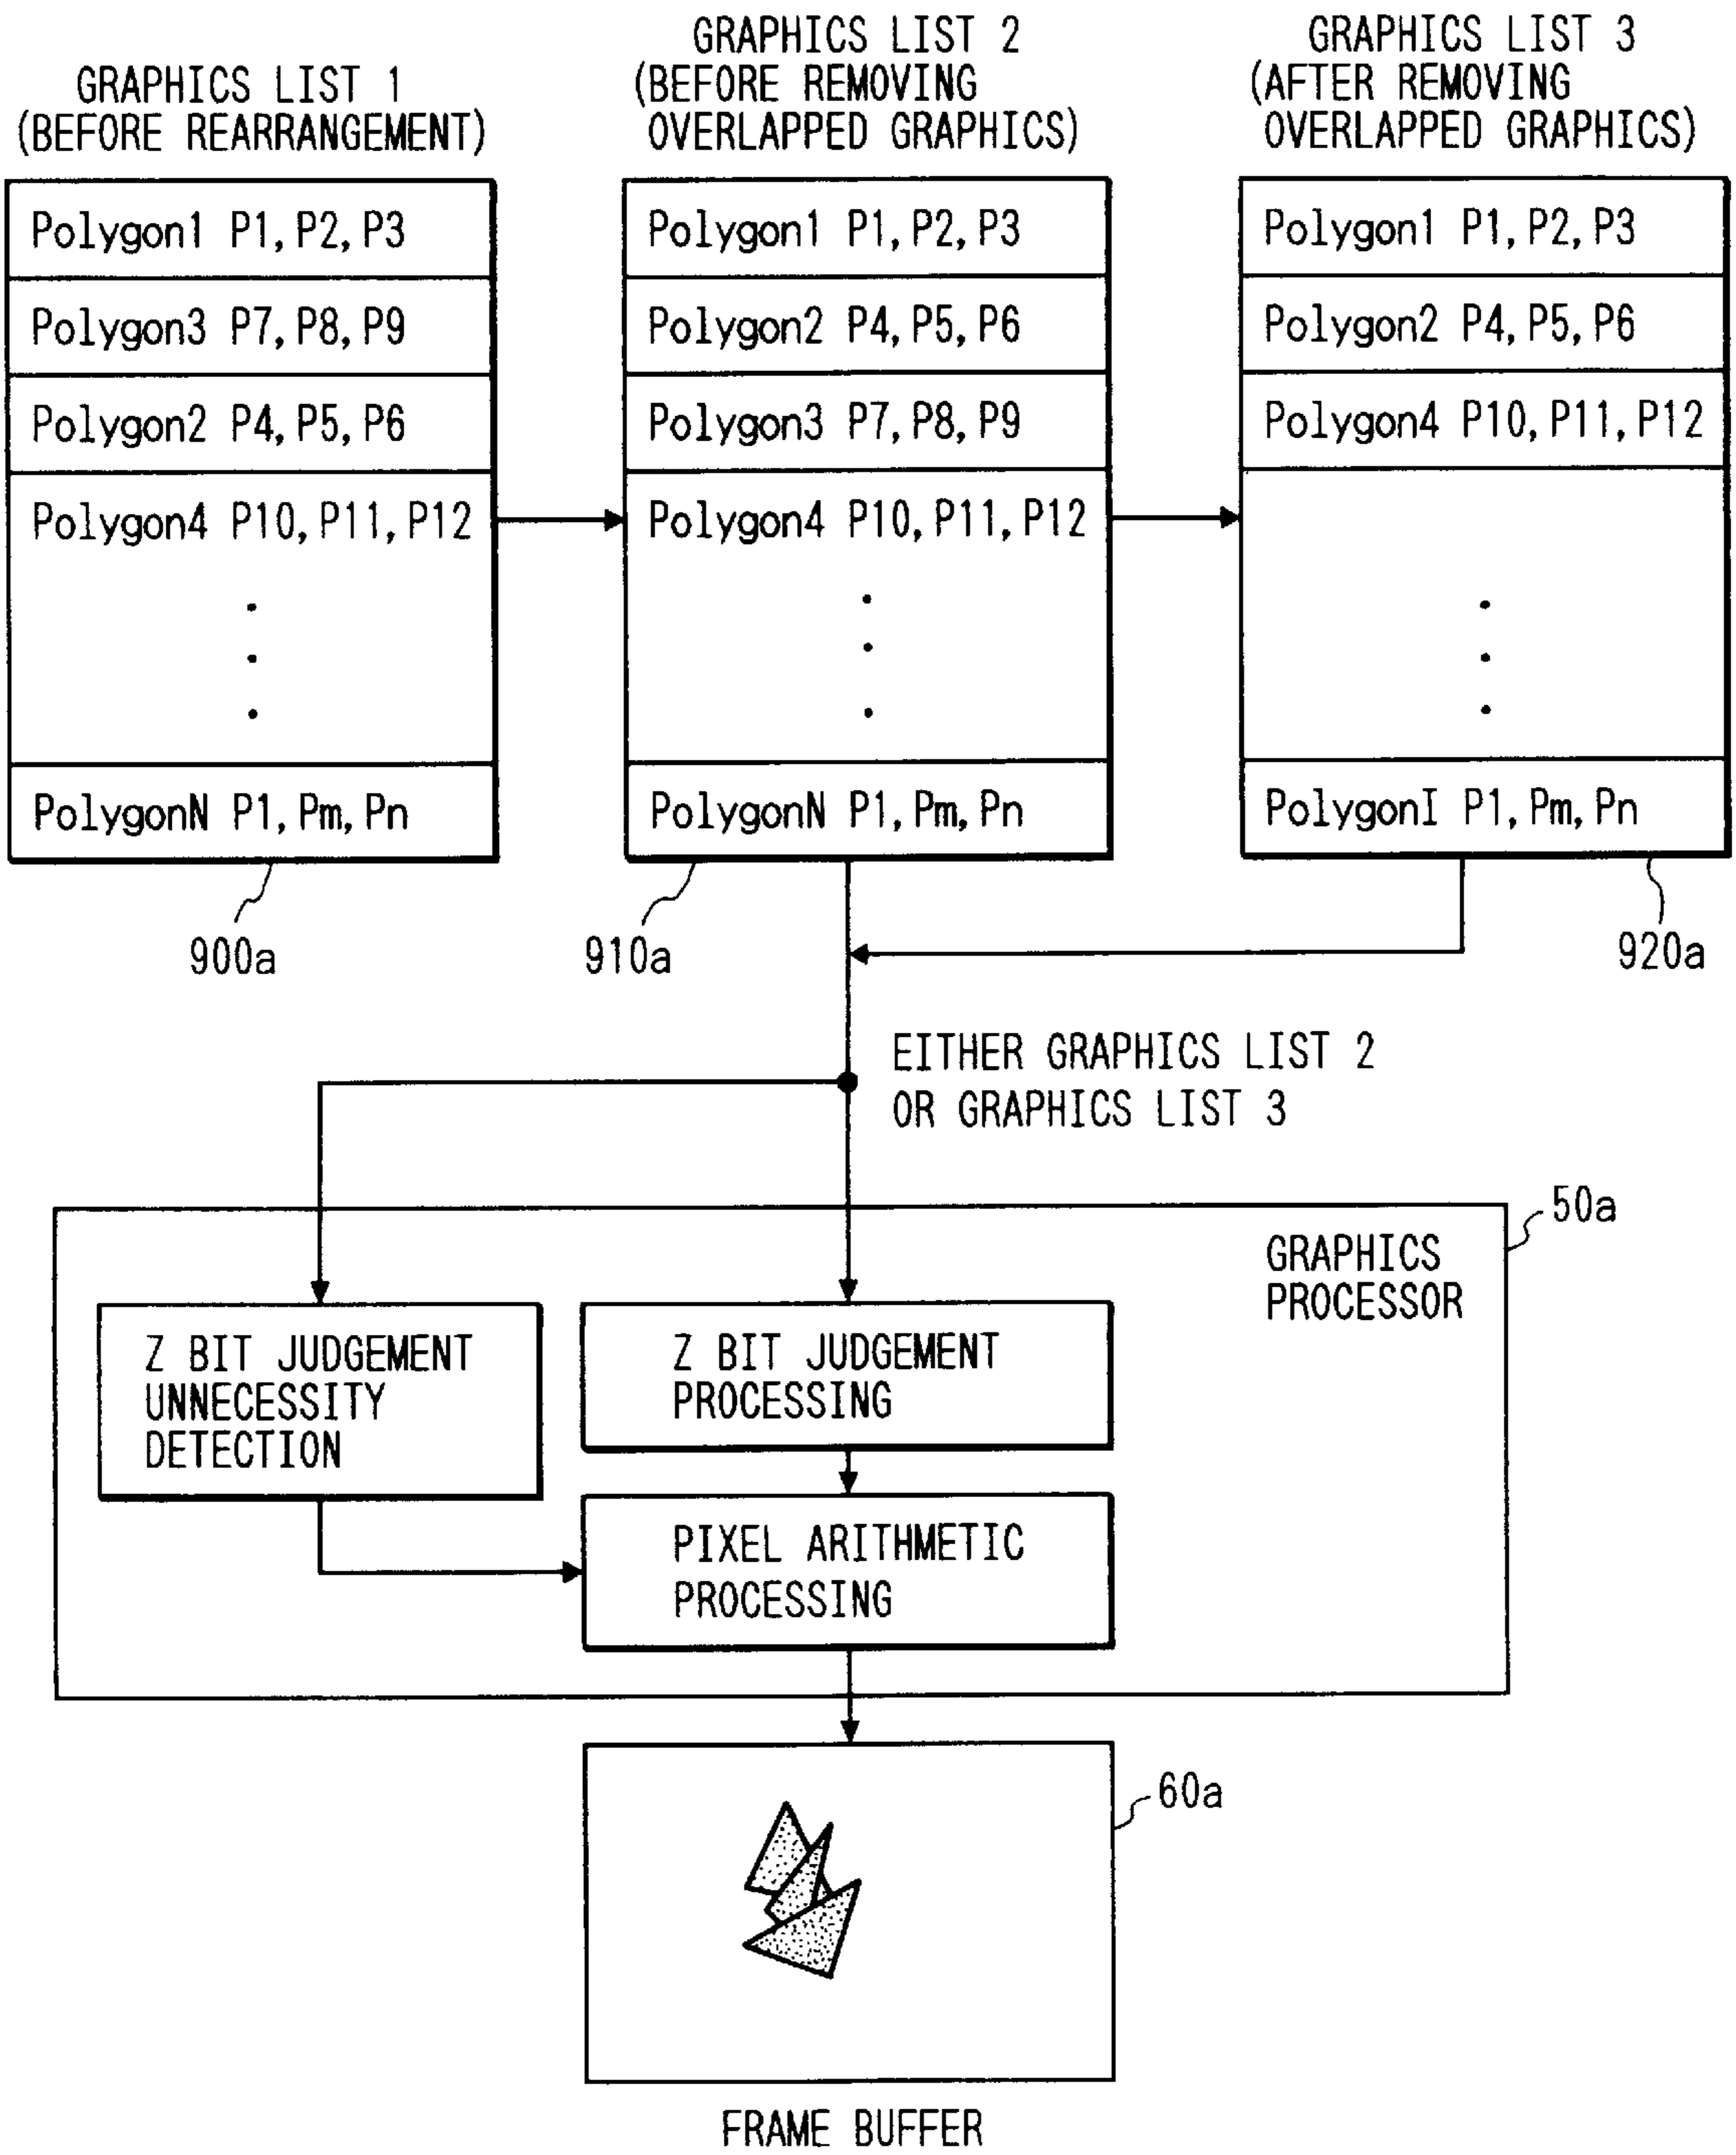 GRAPHICS LIST 1
(BEFORE REARRANGEMENT)
Polygon1 P1, P2, P3
Polygon3 P7, P8, P9
Polygon2 P4, P5, P6
Polygon4 P10, P11, P12
PolygonN P1, Pm, Pn
900a
GRAPHICS LIST 2
(BEFORE REMOVING
OVERLAPPED GRAPHICS)
Polygon1 P1, P2, P3
Polygon2 P4, P5, P6
Polygon3 P7, P8, P9
Polygon4 P10, P11, P12
PolygonN P1, Pm, Pn
910a
GRAPHICS LIST 3
(AFTER REMOVING
OVERLAPPED GRAPHICS)
Polygon1 P1, P2, P3
Polygon2 P4, P5, P6
Polygon4 P10, P11, P12
PolygonI P1, Pm, Pn
920a
EITHER GRAPHICS LIST 2
OR GRAPHICS LIST 3
50a
GRAPHICS
PROCESSOR
Z BIT JUDGEMENT
UNNECESSITY
DETECTION
Z BIT JUDGEMENT
PROCESSING
PIXEL ARITHMETIC
PROCESSING
60a
FRAME BUFFER